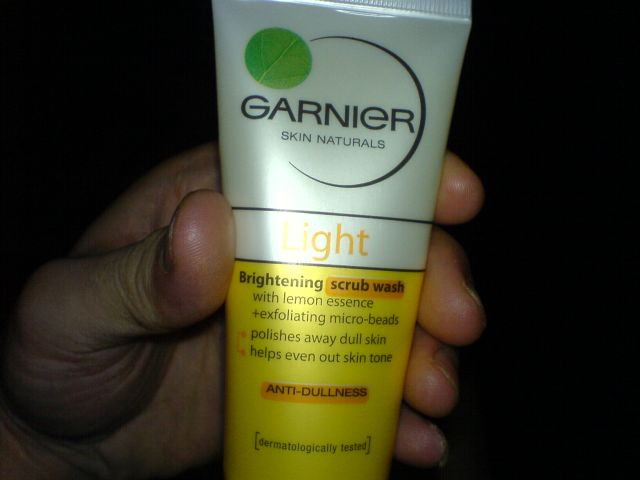 GARNIER
SKIN NATURALS
Light
Brightening scrub wash
with lemon essence
+exfoliating micro-beads
polishes away dull skin
helps even out skin tone
ANTI-DULLNESS
[dermatologically tested]